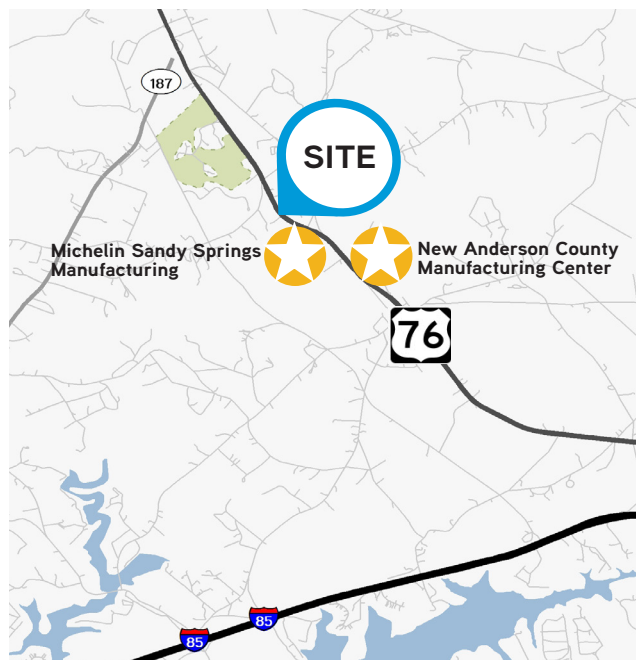 187
SITE
Michelin Sandy Springs
Manufacturing
New Anderson County
Manufacturing Center
76
85
85